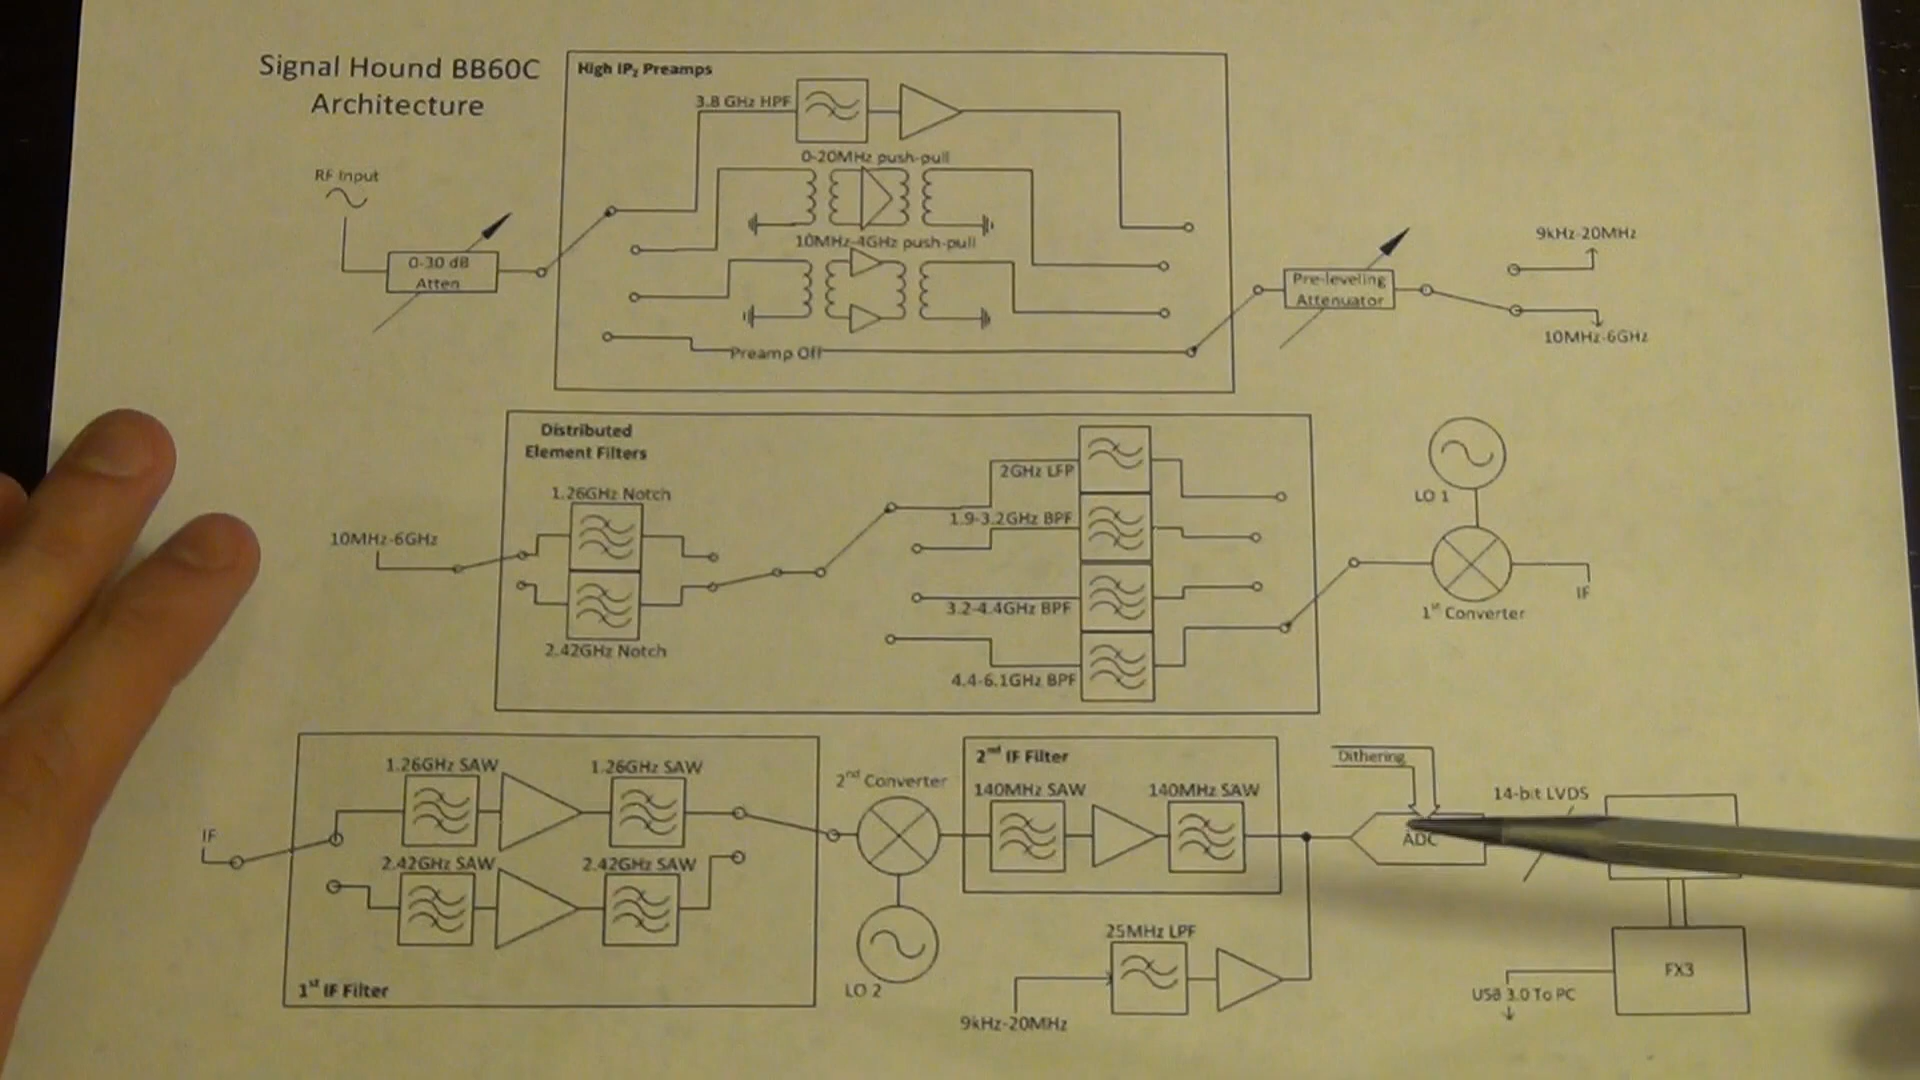 Signal Hound BB60C
Architecture
High IP₂ Preamps
3.8 GHz HPF
0-20MHz push-pull
RF Input
0-30 dB
Atten
10MHz-4GHz push-pull
Preamp Off
Pre-leveling
Attenuator
9kHz-20MHz
10MHz-6GHz
Distributed
Element Filters
1.26GHz Notch
10MHz-6GHz
2.42GHz Notch
2GHz LFP
1.9-3.2GHz BPF
3.2-4.4GHz BPF
4.4-6.1GHz BPF
LO 1
1st Converter
IF
IF
1.26GHz SAW
1.26GHz SAW
2.42GHz SAW
2.42GHz SAW
1st IF Filter
2nd Converter
LO 2
2nd IF Filter
140MHz SAW
140MHz SAW
25MHz LPF
9kHz-20MHz
Dithering
ADC
14-bit LVDS
FX3
USB 3.0 To PC